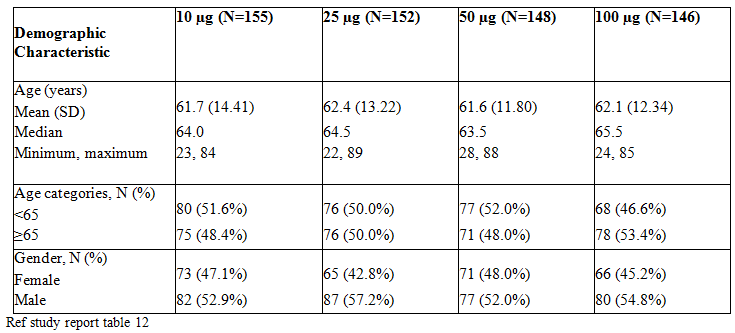 Demographic Characteristic 10 µg (N=155) 25 µg (N=152) 50 µg (N=148) 100 µg (N=146)
Age (years)
Mean (SD) 61.7 (14.41) 62.4 (13.22) 61.6 (11.80) 62.1 (12.34)
Median 64.0 64.5 63.5 65.5
Minimum, maximum 23, 84 22, 89 28, 88 24, 85
Age categories, N (%)
<65 80 (51.6%) 76 (50.0%) 77 (52.0%) 68 (46.6%)
≥65 75 (48.4%) 76 (50.0%) 71 (48.0%) 78 (53.4%)
Gender, N (%)
Female 73 (47.1%) 65 (42.8%) 71 (48.0%) 66 (45.2%)
Male 82 (52.9%) 87 (57.2%) 77 (52.0%) 80 (54.8%)
Ref study report table 12